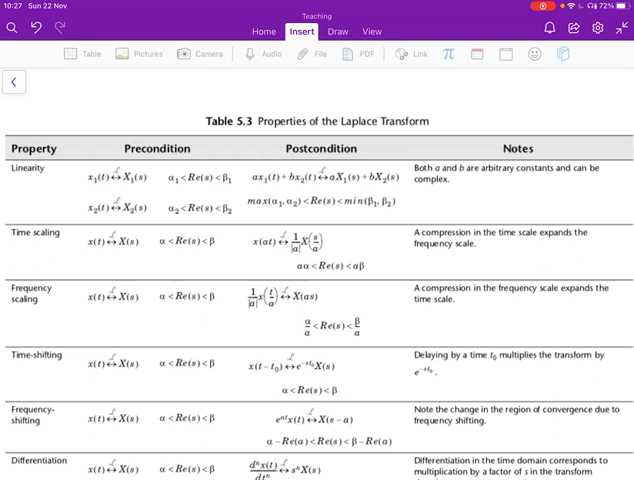 10:27 Sun 22 Nov
72%
Teaching
Home Insert Draw View
Table Pictures Camera Audio File PDF Link
Table 5.3 Properties of the Laplace Transform
Property Precondition Postcondition Notes
Linearity
x₁(t) ↔ X₁(s) α₁ < Re(s) < β₁ ax₁(t) + bx₂(t) ↔ aX₁(s) + bX₂(s) Both a and b are arbitrary constants and can be
complex.
x₂(t) ↔ X₂(s) α₂ < Re(s) < β₂ max(α₁, α₂) < Re(s) < min(β₁, β₂)
Time scaling
x(t) ↔ X(s) α < Re(s) < β x(at) ↔ 1/|a| X(s/a) A compression in the time scale expands the
frequency scale.
aα < Re(s) < aβ
Frequency
scaling
x(t) ↔ X(s) α < Re(s) < β 1/|a| x(t/a) ↔ X(as) A compression in the frequency scale expands the
time scale.
α/a < Re(s) < β/a
Time-shifting
x(t) ↔ X(s) α < Re(s) < β x(t − t₀) ↔ e^(−st₀) X(s) Delaying by a time t₀ multiplies the transform by
e^(−st₀).
α < Re(s) < β
Frequency-
shifting
x(t) ↔ X(s) α < Re(s) < β e^(at) x(t) ↔ X(s − a) Note the change in the region of convergence due to
frequency shifting.
α − Re(a) < Re(s) < β − Re(a)
Differentiation
x(t) ↔ X(s) α < Re(s) < β dⁿx(t)/dtⁿ ↔ sⁿX(s) Differentiation in the time domain corresponds to
multiplication by a factor of s in the transform